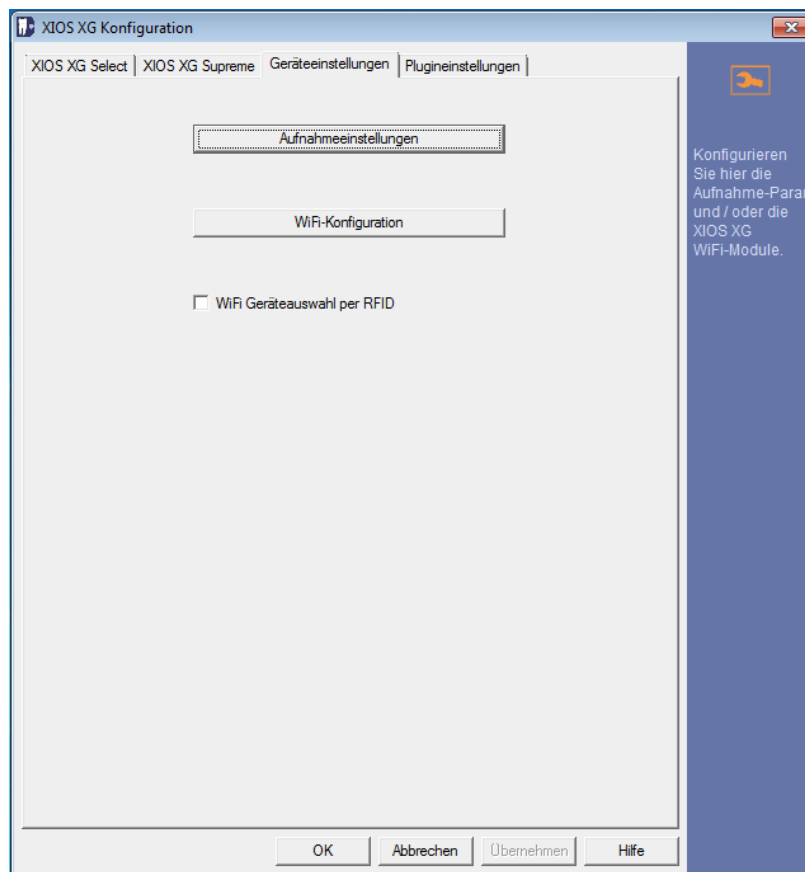 XIOS XG Konfiguration
XIOS XG Select
XIOS XG Supreme
Geräteeinstellungen
Plugineinstellungen
Aufnahmeeinstellungen
WiFi-Konfiguration
WiFi Geräteauswahl per RFID
Konfigurieren
Sie hier die
Aufnahme-Para
und / oder die
XIOS XG
WiFi-Module.
OK
Abbrechen
Übernehmen
Hilfe